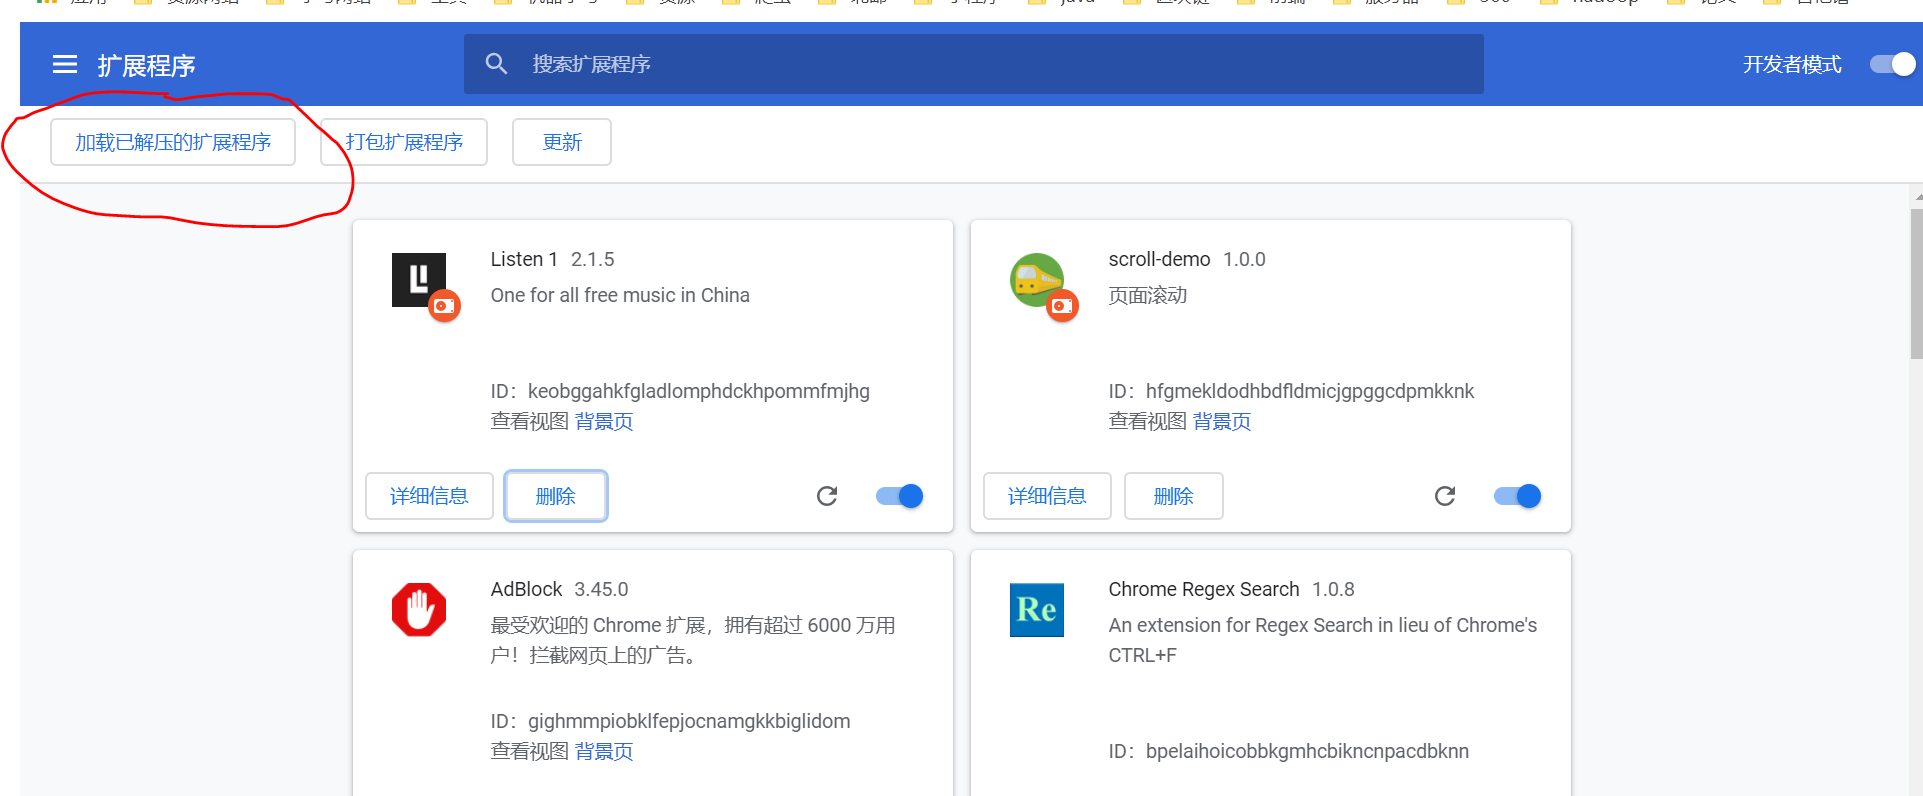 扩展程序
搜索扩展程序
开发者模式
加载已解压的扩展程序
打包扩展程序
更新
Listen 1 2.1.5
One for all free music in China
ID：keobggahkfgladlomphdckhpommfmjhg
查看视图 背景页
详细信息
删除
scroll-demo 1.0.0
页面滚动
ID：hfgmekldodhbdfldmicjgpggcdpmkknk
查看视图 背景页
详细信息
删除
AdBlock 3.45.0
最受欢迎的 Chrome 扩展，拥有超过 6000 万用
户！拦截网页上的广告。
ID：gighmmpiobklfepjocnamgkkbiglidom
查看视图 背景页
Re
Chrome Regex Search 1.0.8
An extension for Regex Search in lieu of Chrome's
CTRL+F
ID：bpelaihoicobbkgmhcbikncnpacdbknn